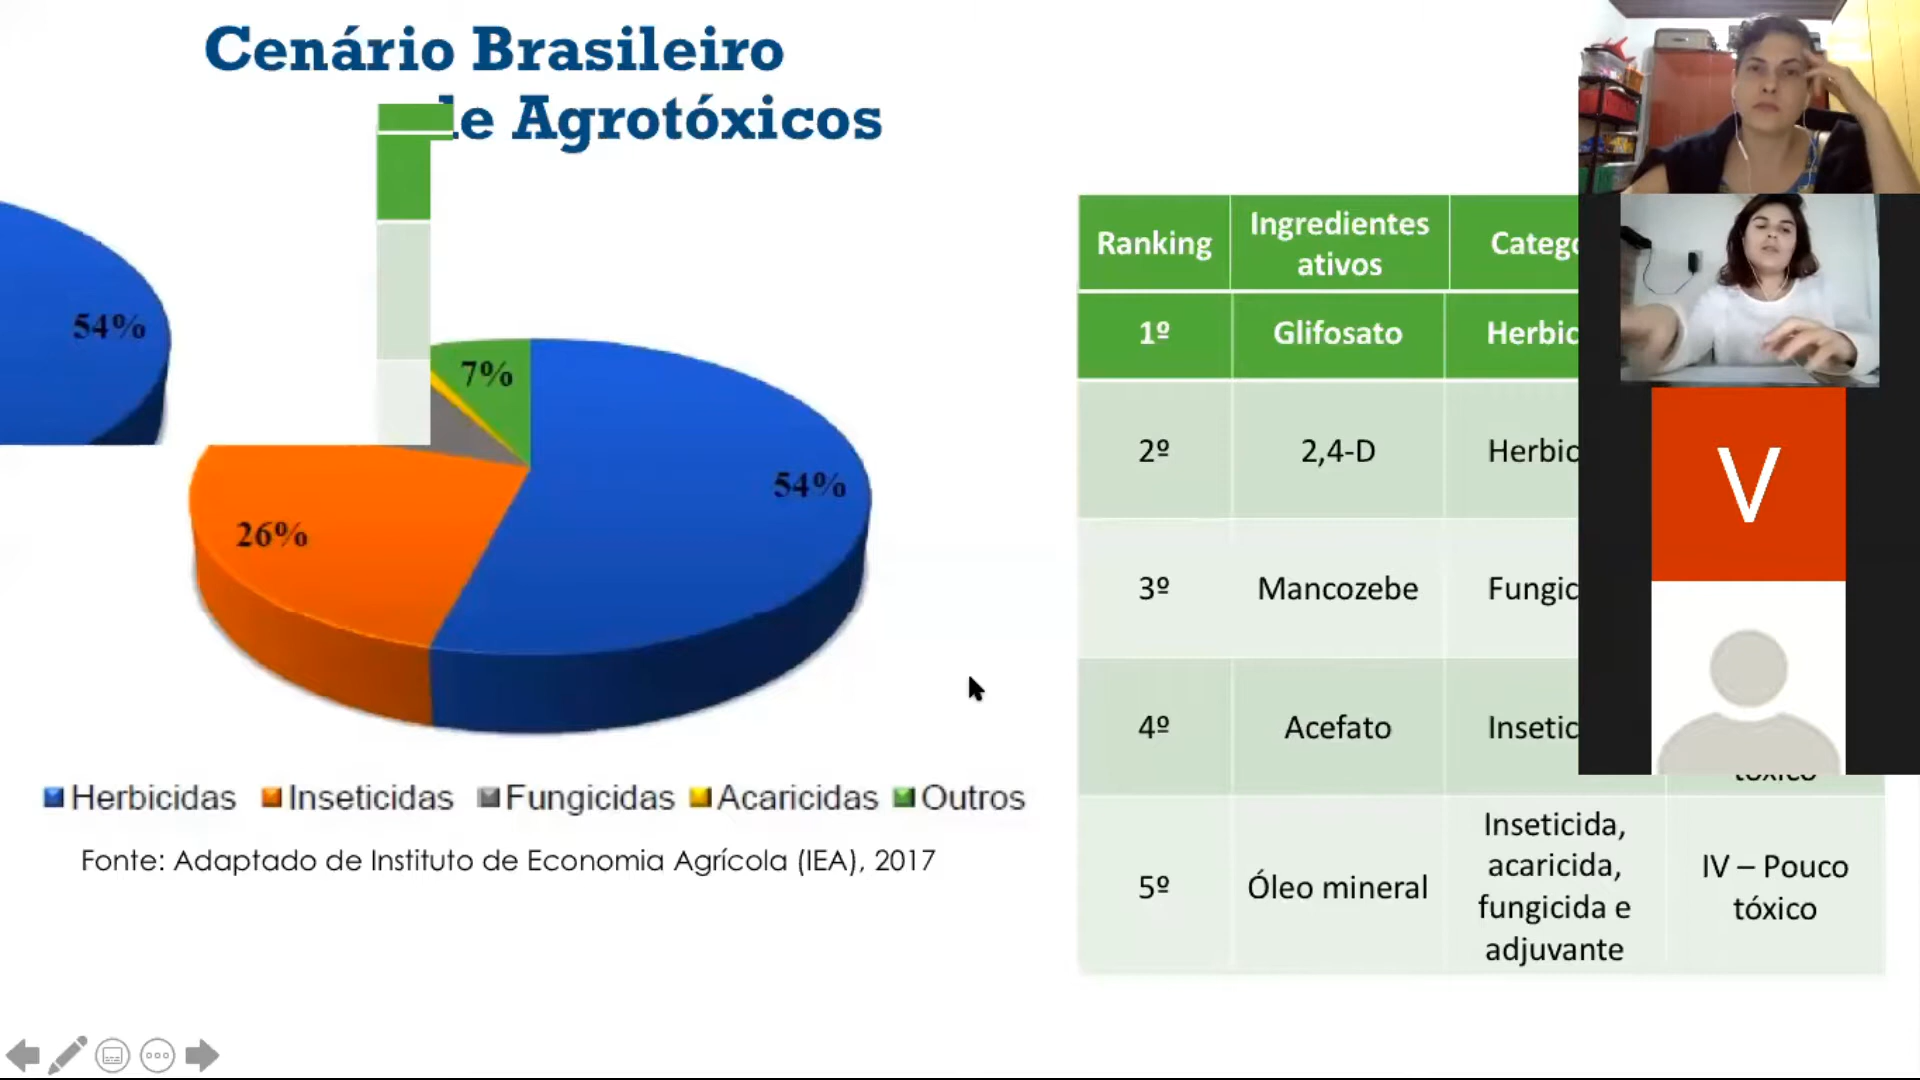 Cenário Brasileiro
de Agrotóxicos
54%
7%
54%
26%
Herbicidas Inseticidas Fungicidas Acaricidas Outros
Fonte: Adaptado de Instituto de Economia Agrícola (IEA), 2017
Ranking
Ingredientes
ativos
Catego
1º Glifosato Herbic
2º 2,4-D Herbic
3º Mancozebe Fungic
4º Acefato Insetic
tóxico
5º Óleo mineral
Inseticida,
acaricida,
fungicida e
adjuvante
IV – Pouco
tóxico
V